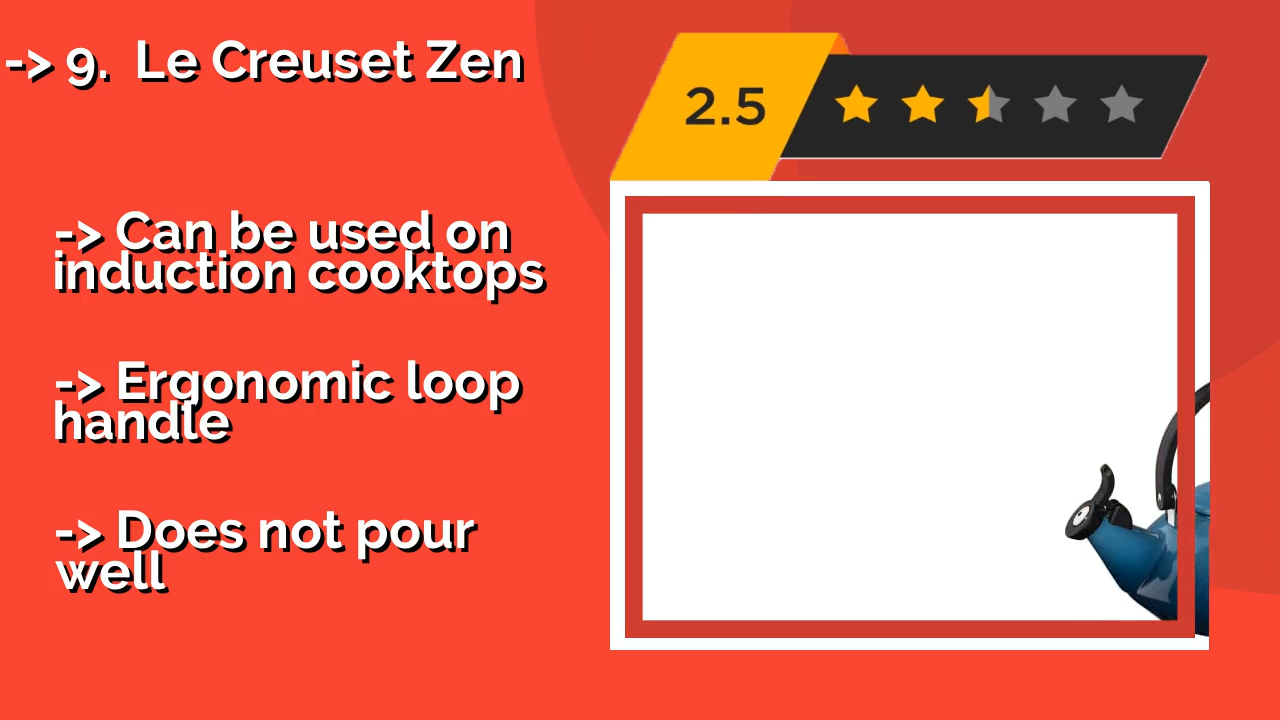 -> 9.  Le Creuset Zen
2.5
-> Can be used on
induction cooktops
-> Ergonomic loop
handle
-> Does not pour
well